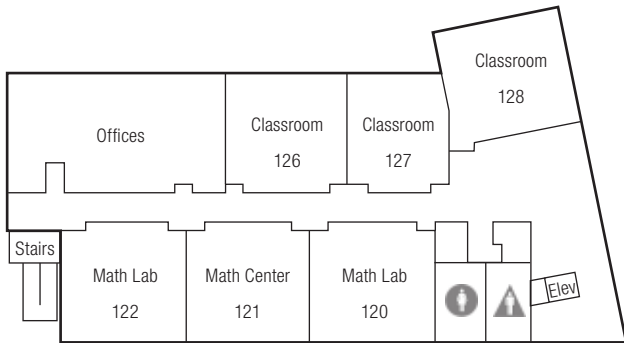 Classroom
128
Offices
Classroom
126
Classroom
127
Stairs
Math Lab
122
Math Center
121
Math Lab
120
Elev